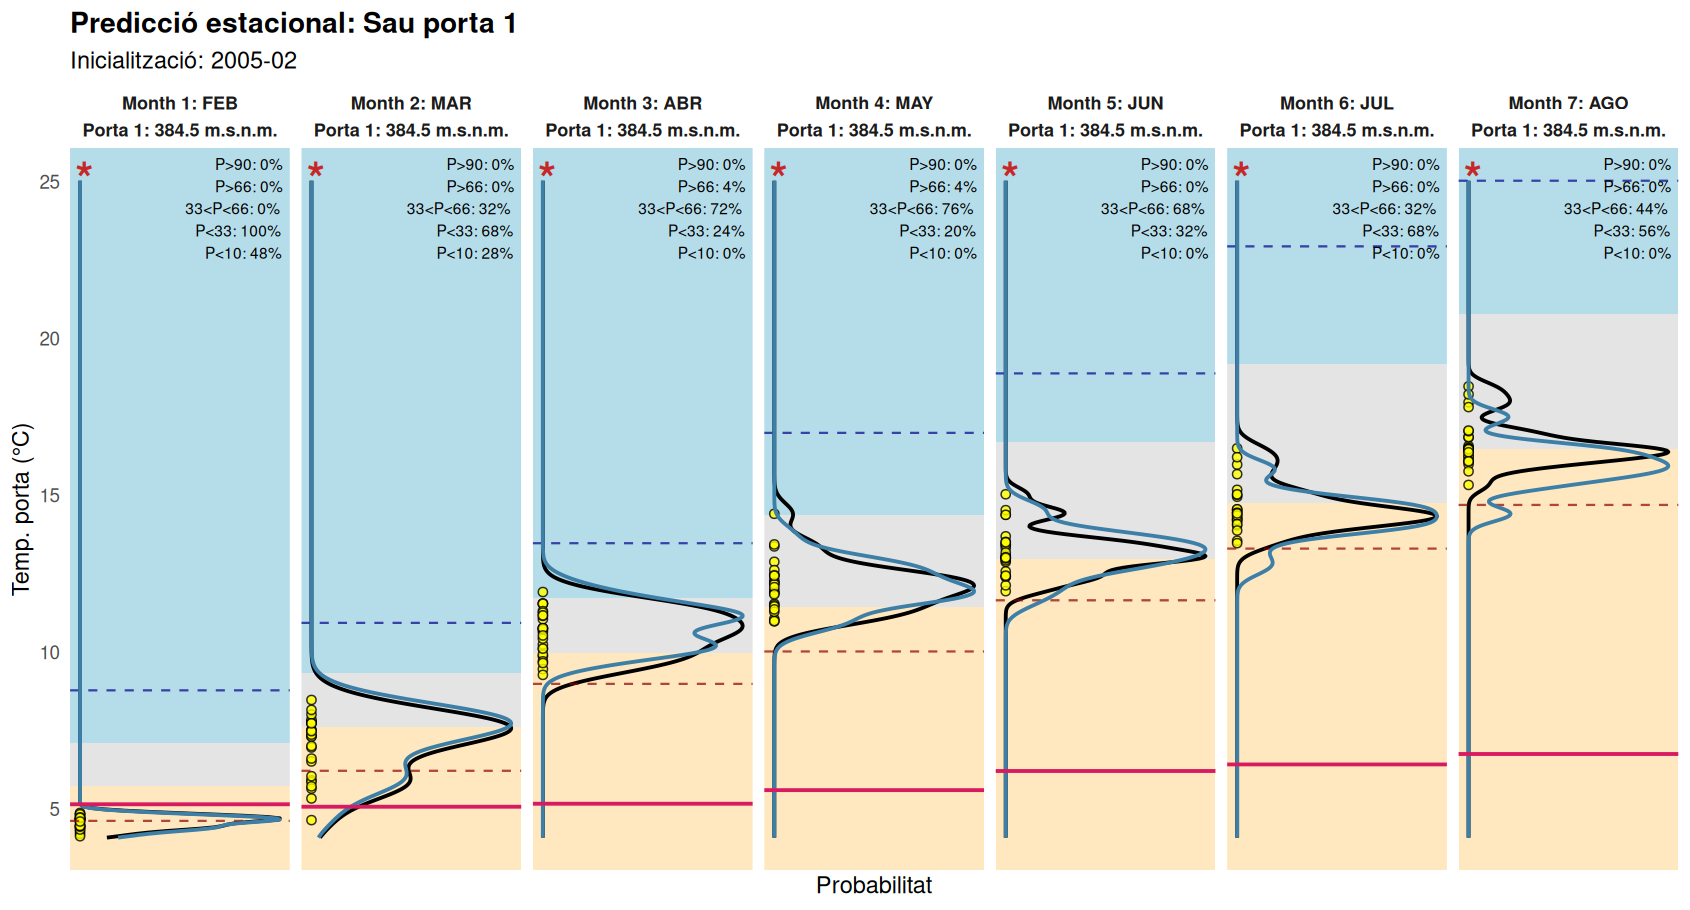 Predicció estacional: Sau porta 1
Inicialització: 2005-02
Month 1: FEB
Porta 1: 384.5 m.s.n.m.
Month 2: MAR
Porta 1: 384.5 m.s.n.m.
Month 3: ABR
Porta 1: 384.5 m.s.n.m.
Month 4: MAY
Porta 1: 384.5 m.s.n.m.
Month 5: JUN
Porta 1: 384.5 m.s.n.m.
Month 6: JUL
Porta 1: 384.5 m.s.n.m.
Month 7: AGO
Porta 1: 384.5 m.s.n.m.
*
P>90: 0%
P>66: 0%
33<P<66: 0%
P<33: 100%
P<10: 48%
*
P>90: 0%
P>66: 0%
33<P<66: 32%
P<33: 68%
P<10: 28%
*
P>90: 0%
P>66: 4%
33<P<66: 72%
P<33: 24%
P<10: 0%
*
P>90: 0%
P>66: 4%
33<P<66: 76%
P<33: 20%
P<10: 0%
*
P>90: 0%
P>66: 0%
33<P<66: 68%
P<33: 32%
P<10: 0%
*
P>90: 0%
P>66: 0%
33<P<66: 32%
P<33: 68%
P<10: 0%
*
P>90: 0%
P>66: 0%
33<P<66: 44%
P<33: 56%
P<10: 0%
25
20
15
10
5
Temp. porta (°C)
Probabilitat